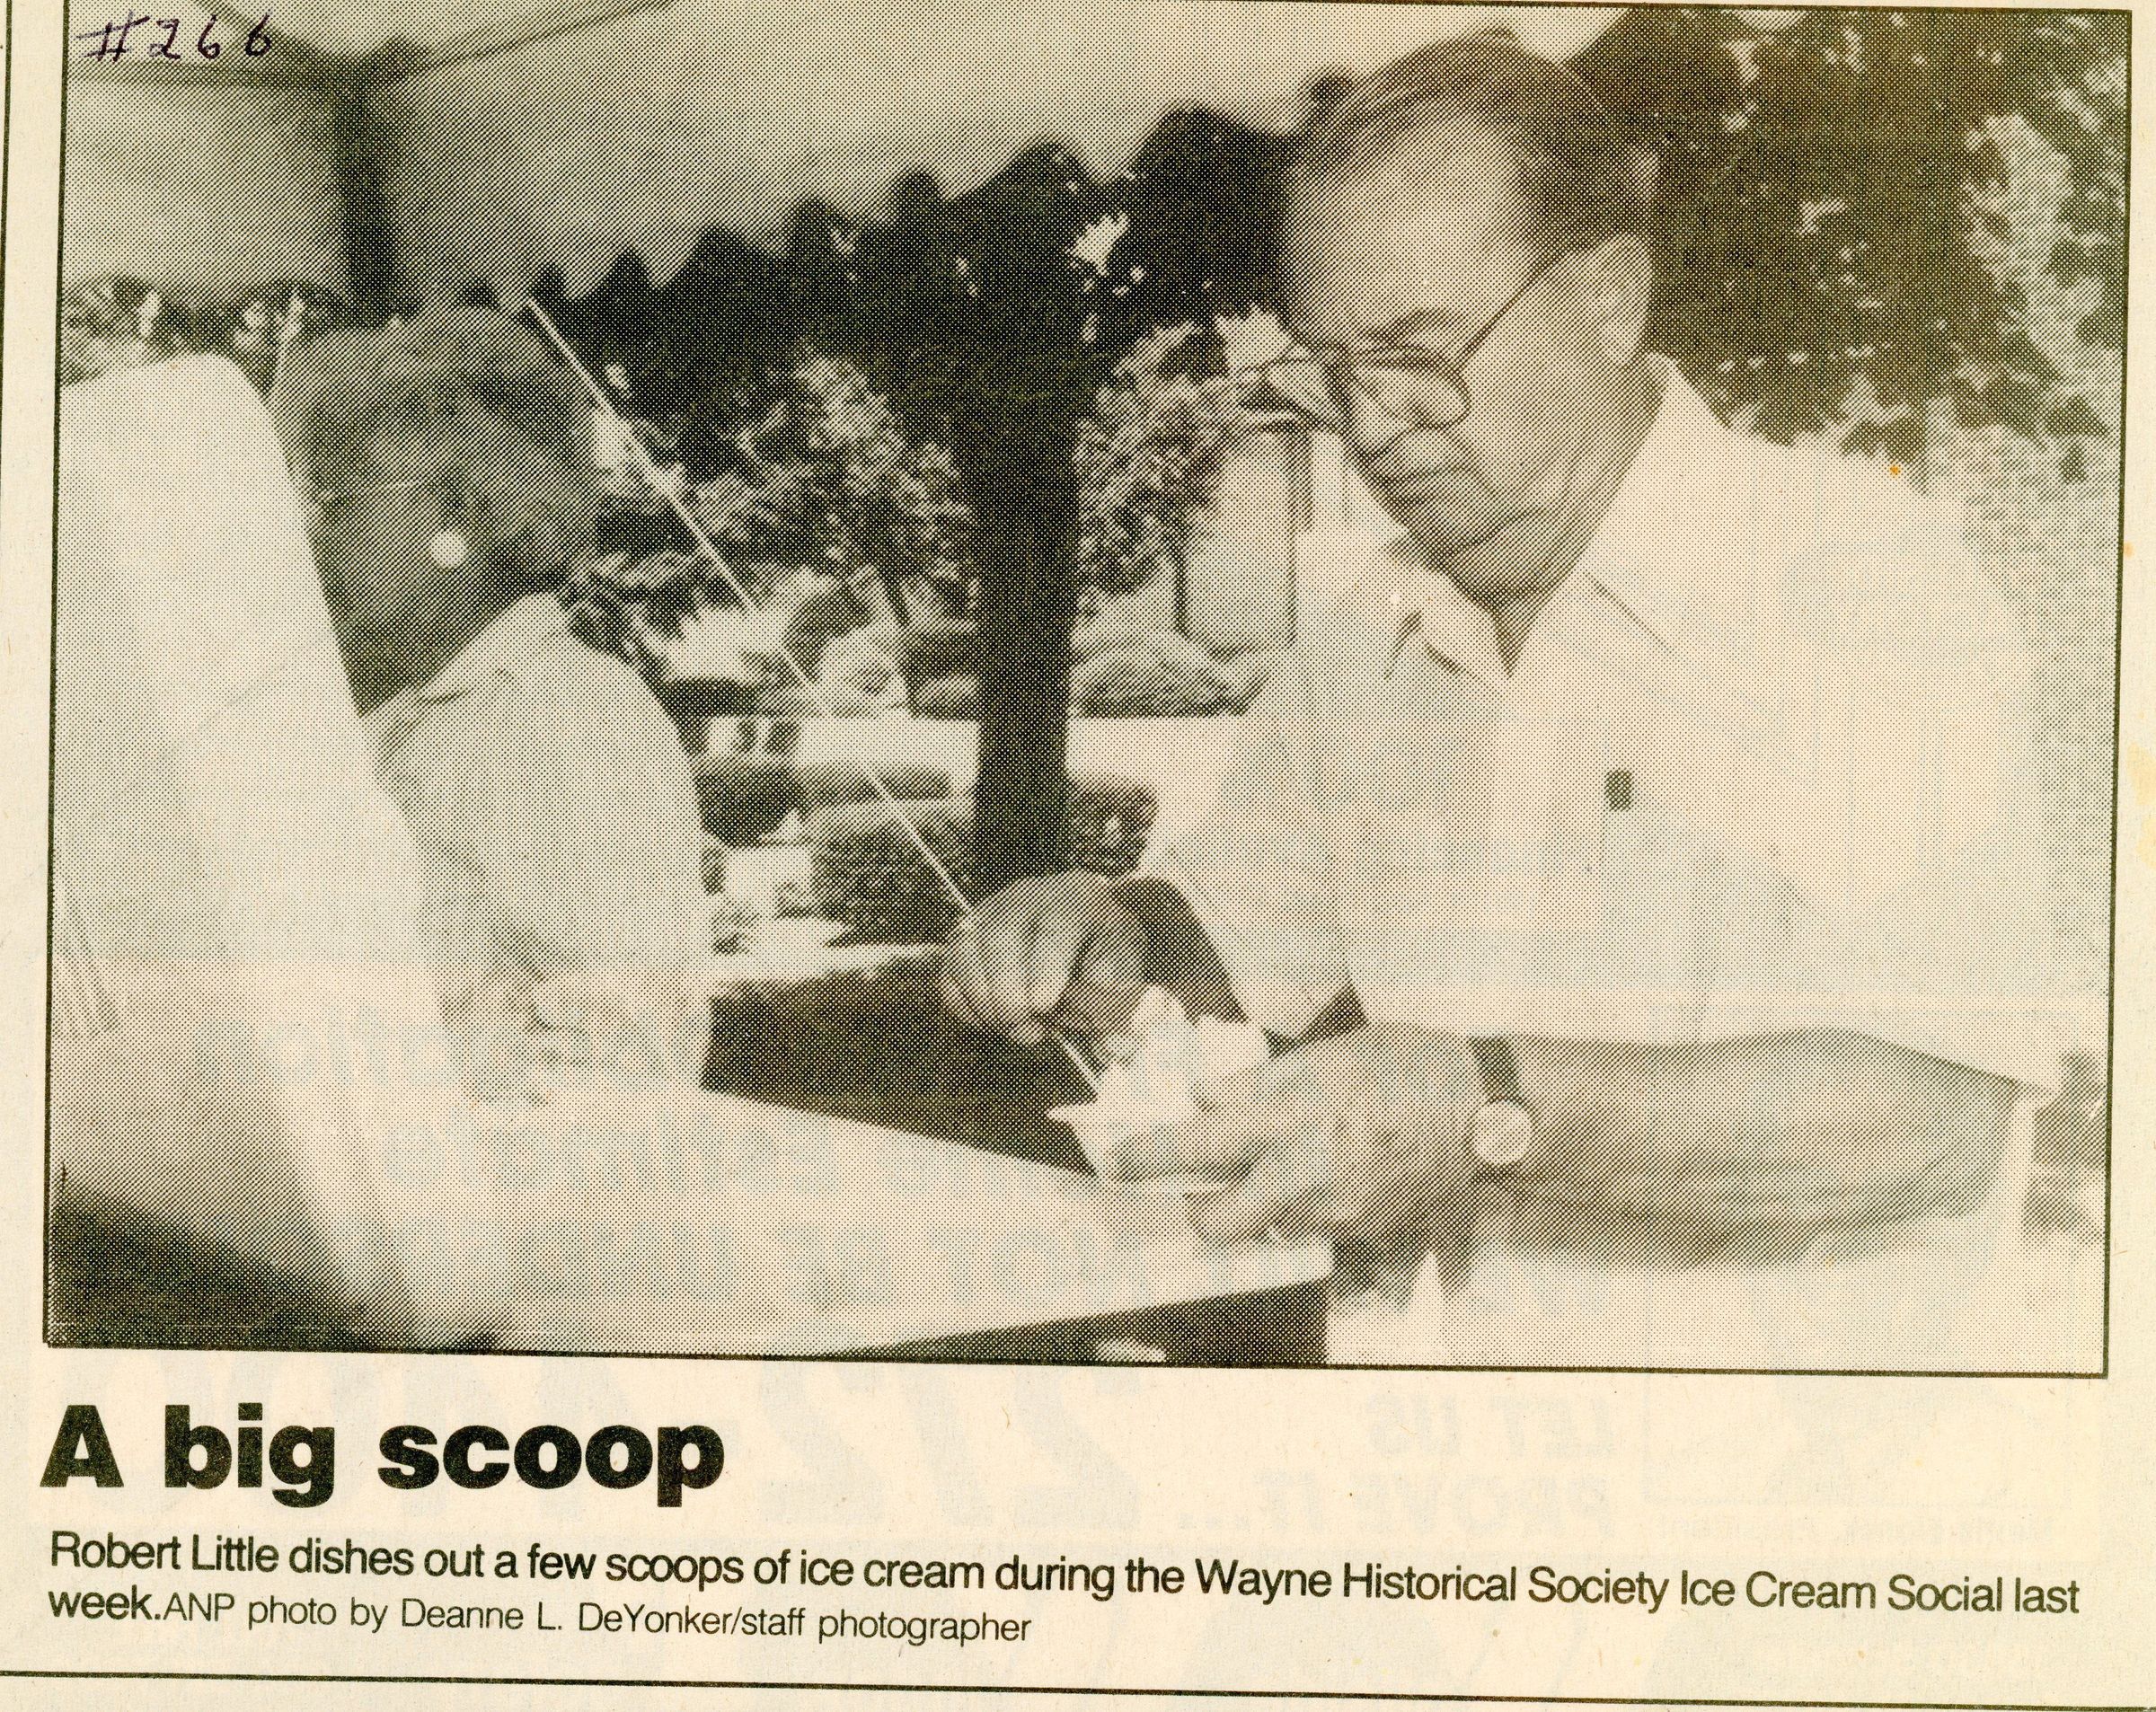 #266
A big scoop
Robert Little dishes out a few scoops of ice cream during the Wayne Historical Society Ice Cream Social last
week.ANP photo by Deanne L. DeYonker/staff photographer